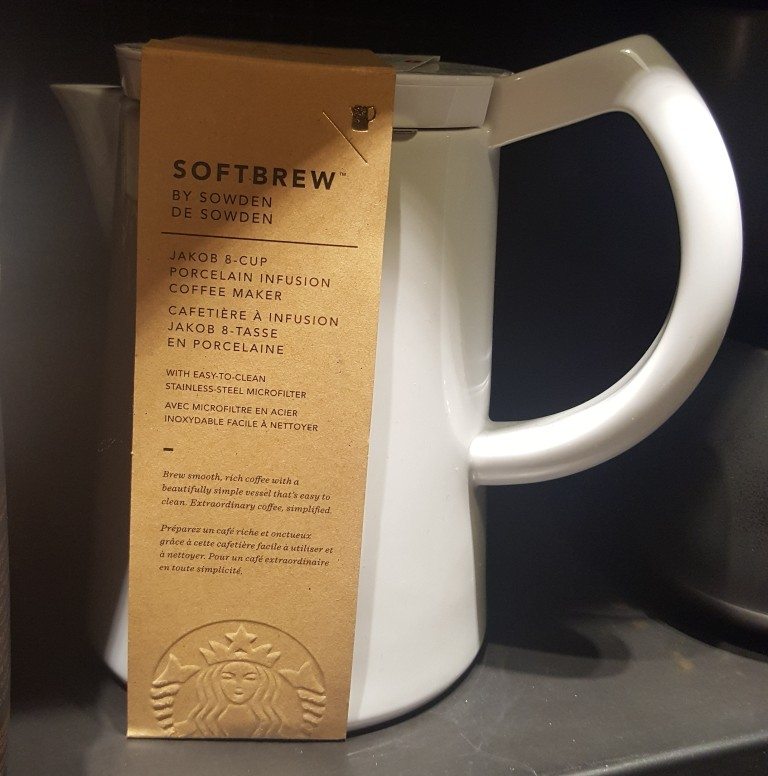 SOFTBREW™
BY SOWDEN
DE SOWDEN
JAKOB 8-CUP
PORCELAIN INFUSION
COFFEE MAKER
CAFETIÈRE À INFUSION
JAKOB 8-TASSE
EN PORCELAINE
WITH EASY-TO-CLEAN
STAINLESS-STEEL MICROFILTER
AVEC MICROFILTRE EN ACIER
INOXYDABLE FACILE À NETTOYER
Brew smooth, rich coffee with a
beautifully simple vessel that's easy to
clean. Extraordinary coffee, simplified.
Préparez un café riche et onctueux
grâce à cette cafetière facile à utiliser et
à nettoyer. Pour un café extraordinaire
en toute simplicité.